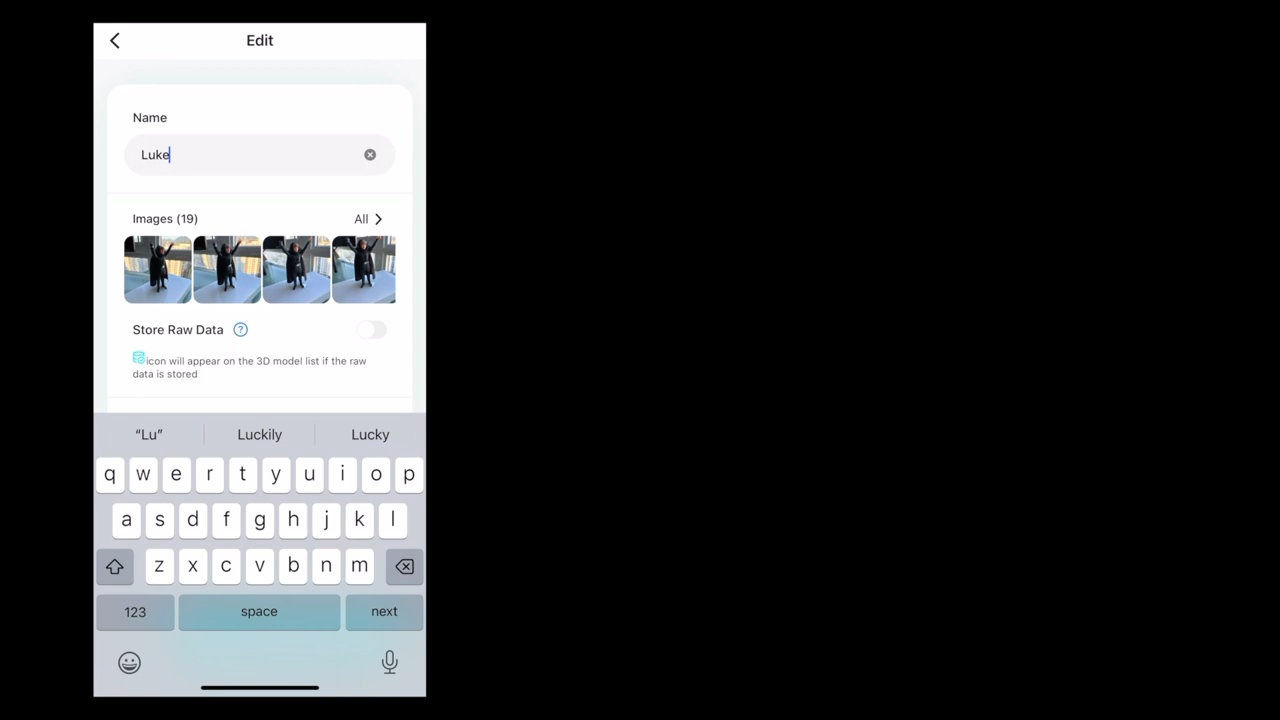 Edit
Name
Luke
Images (19)
All
Store Raw Data ?
icon will appear on the 3D model list if the raw
data is stored
“Lu” Luckily Lucky
q w e r t y u i o p
a s d f g h j k l
z x c v b n m
123 space next